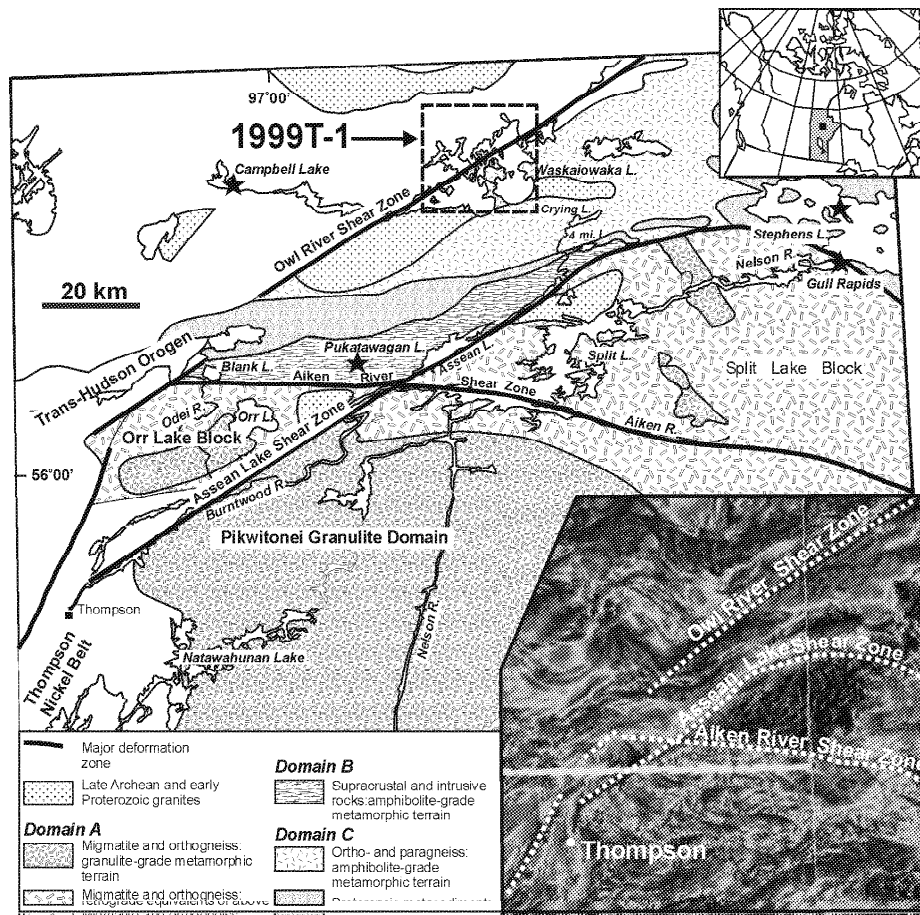 97°00'
1999T-1
Campbell Lake
Waskaiowaka L.
Owl River Shear Zone
Crying L.
4 mi. L.
Stephens L.
Nelson R.
Gull Rapids
20 km
Trans-Hudson Orogen
Pukatawagan L.
Blank L.
Assean L.
Split L.
Split Lake Block
Aiken River Shear Zone
Odei R.
Orr L.
Orr Lake Block
Assean Lake Shear Zone
Aiken R.
56°00'
Burntwood R.
Pikwitonei Granulite Domain
Thompson
Nelson R.
Natawahunan Lake
Thompson
Nickel Belt
Owl River Shear Zone
Assean Lake Shear Zone
Aiken River Shear Zone
Thompson
Major deformation
zone
Late Archean and early
Proterozoic granites
Domain A
Migmatite and orthogneiss:
granulite-grade metamorphic
terrain
Migmatite and orthogneiss:
retrograde equivalents of above
Domain B
Supracrustal and intrusive
rocks:amphibolite-grade
metamorphic terrain
Domain C
Ortho- and paragneiss:
amphibolite-grade
metamorphic terrain